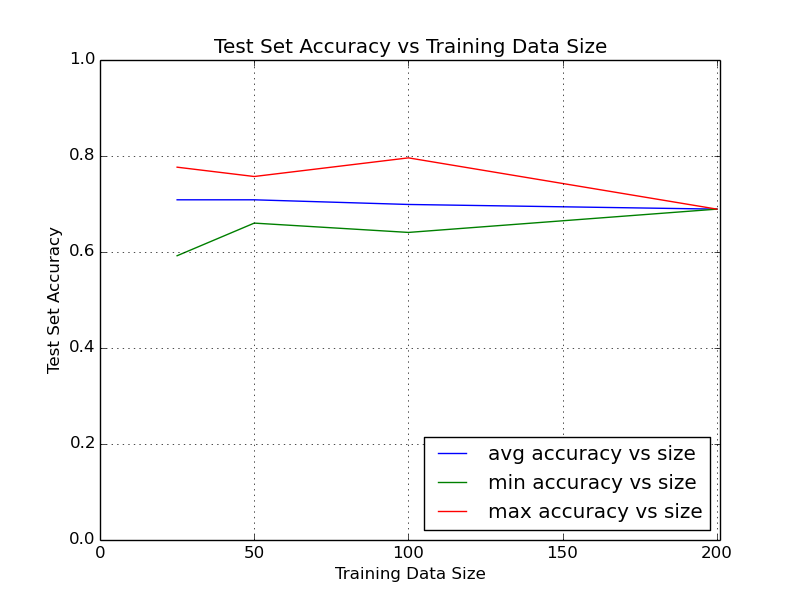 Test Set Accuracy vs Training Data Size
1.0
0.8
0.6
0.4
0.2
0.0
Test Set Accuracy
avg accuracy vs size
min accuracy vs size
max accuracy vs size
0 50 100 150 200
Training Data Size